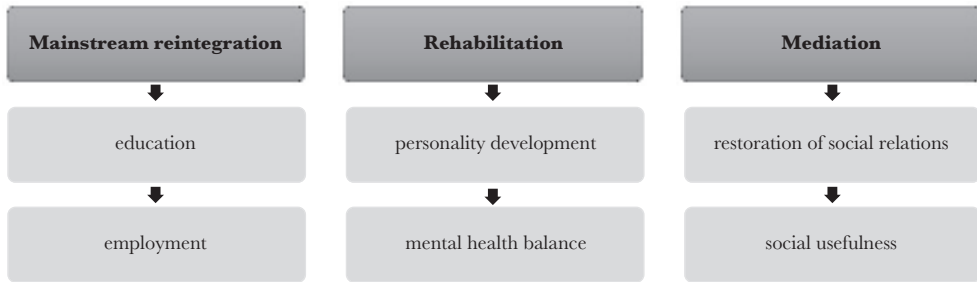 Mainstream reintegration
education
employment
Rehabilitation
personality development
mental health balance
Mediation
restoration of social relations
social usefulness